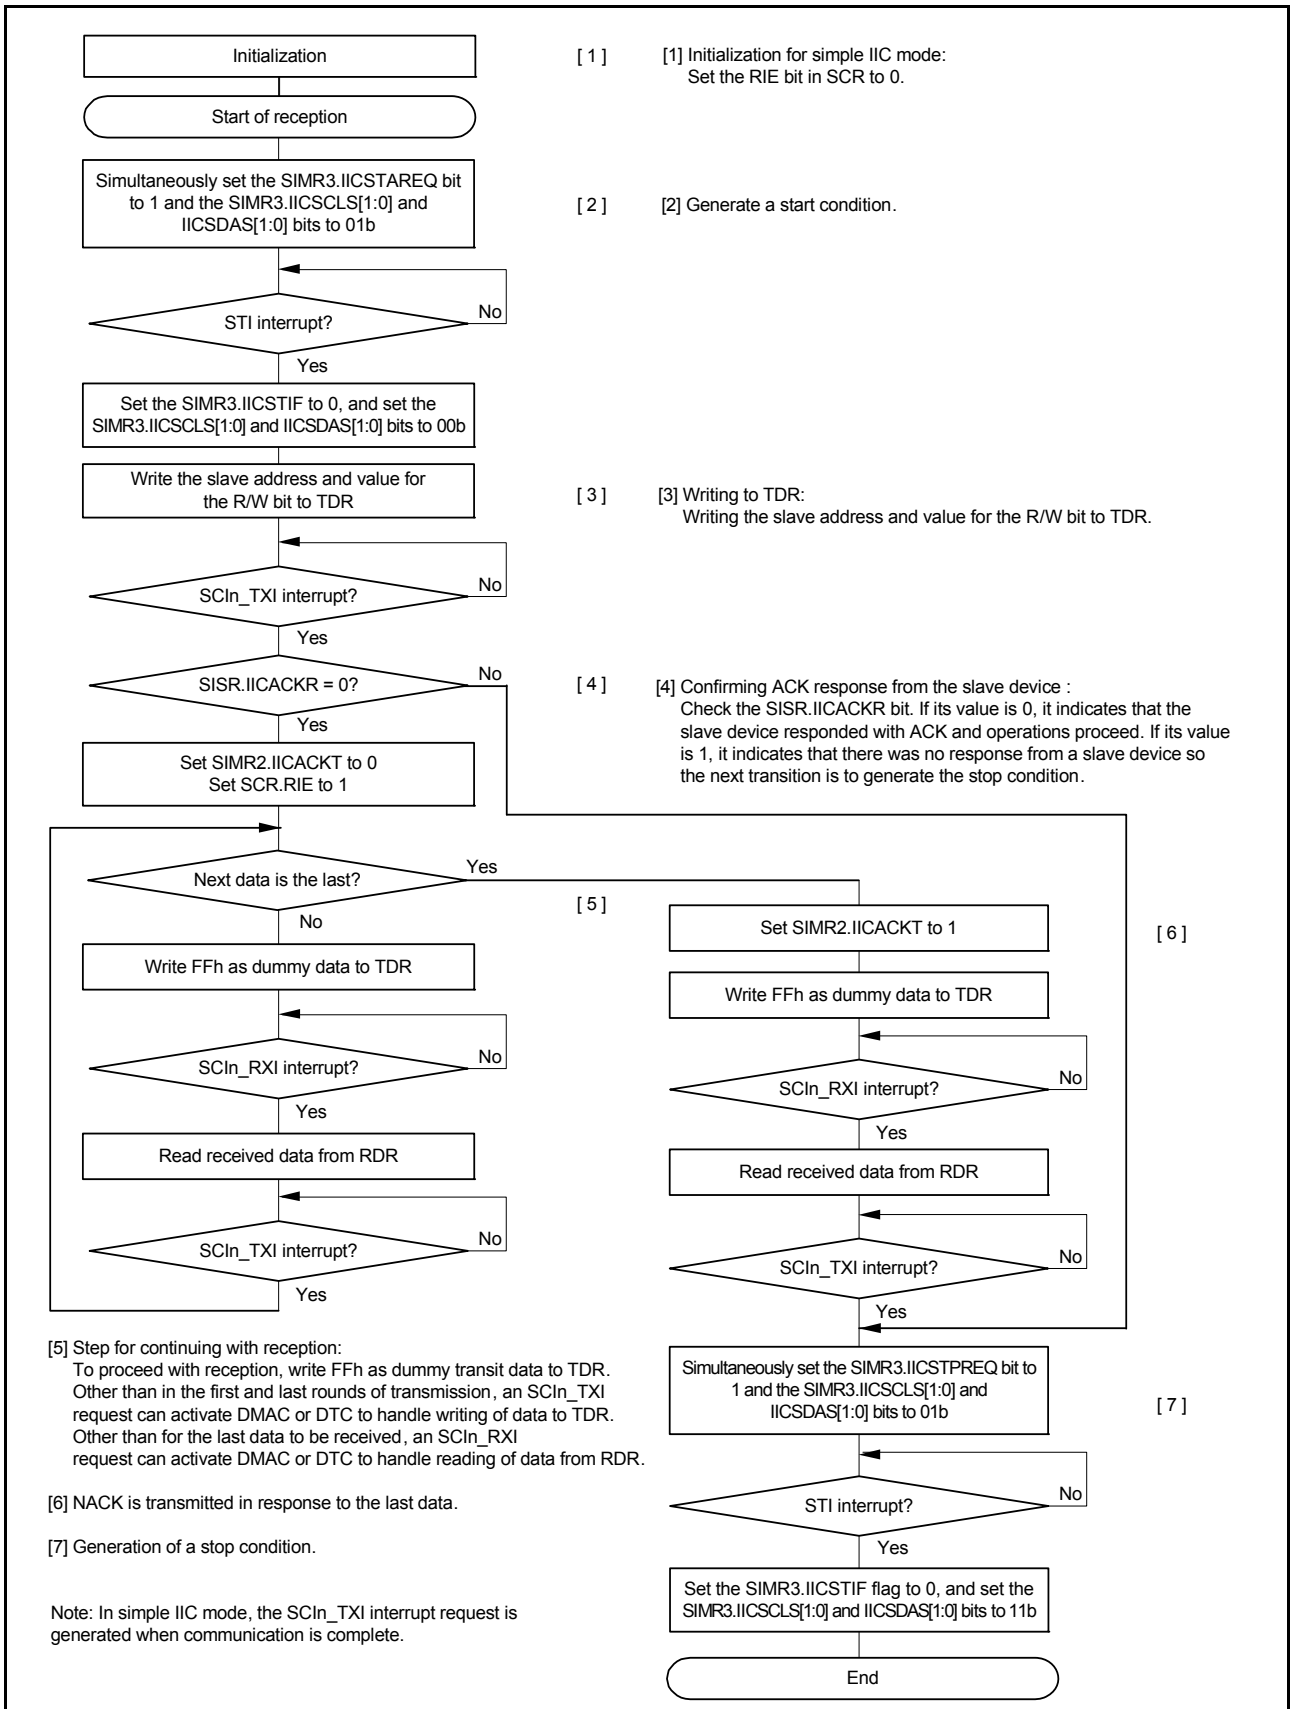 Initialization
[ 1 ]
[1] Initialization for simple IIC mode:
Set the RIE bit in SCR to 0.
Start of reception
Simultaneously set the SIMR3.IICSTAREQ bit
to 1 and the SIMR3.IICSCLS[1:0] and
IICSDAS[1:0] bits to 01b
[ 2 ]
[2] Generate a start condition.
STI interrupt?
No
Yes
Set the SIMR3.IICSTIF to 0, and set the
SIMR3.IICSCLS[1:0] and IICSDAS[1:0] bits to 00b
Write the slave address and value for
the R/W bit to TDR
[ 3 ]
[3] Writing to TDR:
Writing the slave address and value for the R/W bit to TDR.
SCIn_TXI interrupt?
No
Yes
SISR.IICACKR = 0?
No
Yes
[ 4 ]
[4] Confirming ACK response from the slave device :
Check the SISR.IICACKR bit. If its value is 0, it indicates that the
slave device responded with ACK and operations proceed. If its value
is 1, it indicates that there was no response from a slave device so
the next transition is to generate the stop condition.
Set SIMR2.IICACKT to 0
Set SCR.RIE to 1
Next data is the last?
Yes
No
[ 5 ]
Write FFh as dummy data to TDR
SCIn_RXI interrupt?
No
Yes
Read received data from RDR
SCIn_TXI interrupt?
No
Yes
Set SIMR2.IICACKT to 1
[ 6 ]
Write FFh as dummy data to TDR
SCIn_RXI interrupt?
No
Yes
Read received data from RDR
SCIn_TXI interrupt?
No
Yes
Simultaneously set the SIMR3.IICSTPREQ bit to
1 and the SIMR3.IICSCLS[1:0] and
IICSDAS[1:0] bits to 01b
[ 7 ]
STI interrupt?
No
Yes
Set the SIMR3.IICSTIF flag to 0, and set the
SIMR3.IICSCLS[1:0] and IICSDAS[1:0] bits to 11b
End
[5] Step for continuing with reception:
To proceed with reception, write FFh as dummy transit data to TDR.
Other than in the first and last rounds of transmission, an SCIn_TXI
request can activate DMAC or DTC to handle writing of data to TDR.
Other than for the last data to be received, an SCIn_RXI
request can activate DMAC or DTC to handle reading of data from RDR.
[6] NACK is transmitted in response to the last data.
[7] Generation of a stop condition.
Note: In simple IIC mode, the SCIn_TXI interrupt request is
generated when communication is complete.